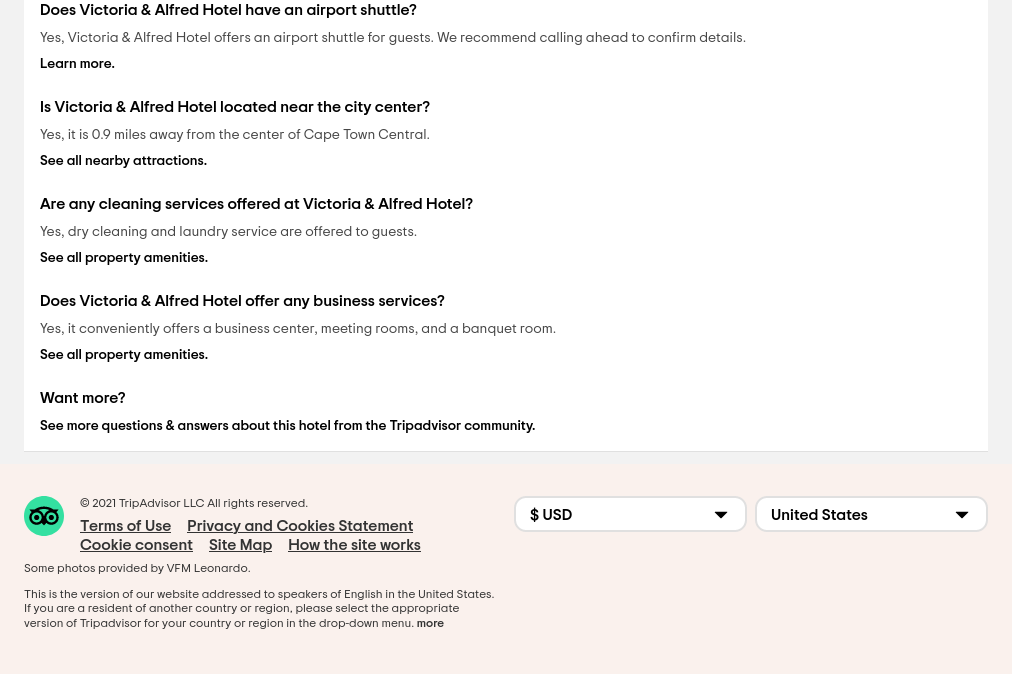 Does Victoria & Alfred Hotel have an airport shuttle?
Yes, Victoria & Alfred Hotel offers an airport shuttle for guests. We recommend calling ahead to confirm details.
Learn more.
Is Victoria & Alfred Hotel located near the city center?
Yes, it is 0.9 miles away from the center of Cape Town Central.
See all nearby attractions.
Are any cleaning services offered at Victoria & Alfred Hotel?
Yes, dry cleaning and laundry service are offered to guests.
See all property amenities.
Does Victoria & Alfred Hotel offer any business services?
Yes, it conveniently offers a business center, meeting rooms, and a banquet room.
See all property amenities.
Want more?
See more questions & answers about this hotel from the Tripadvisor community.
© 2021 TripAdvisor LLC All rights reserved.
Terms of Use Privacy and Cookies Statement
Cookie consent Site Map How the site works
Some photos provided by VFM Leonardo.
This is the version of our website addressed to speakers of English in the United States.
If you are a resident of another country or region, please select the appropriate
version of Tripadvisor for your country or region in the drop-down menu. more
$ USD
United States